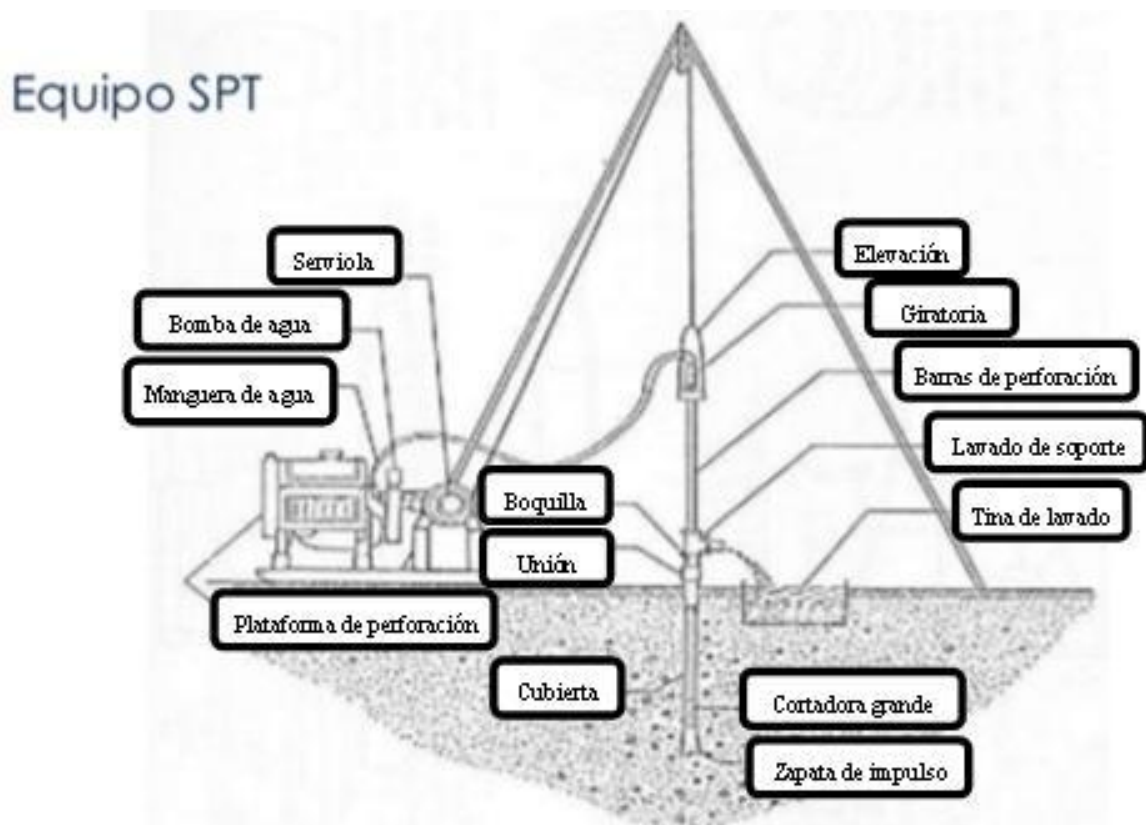 Equipo SPT
Serviola
Bomba de agua
Manguera de agua
Elevación
Giratoria
Barras de perforación
Lavado de soporte
Tina de lavado
Boquilla
Unión
Plataforma de perforación
Cubierta
Cortadora grande
Zapata de impulso